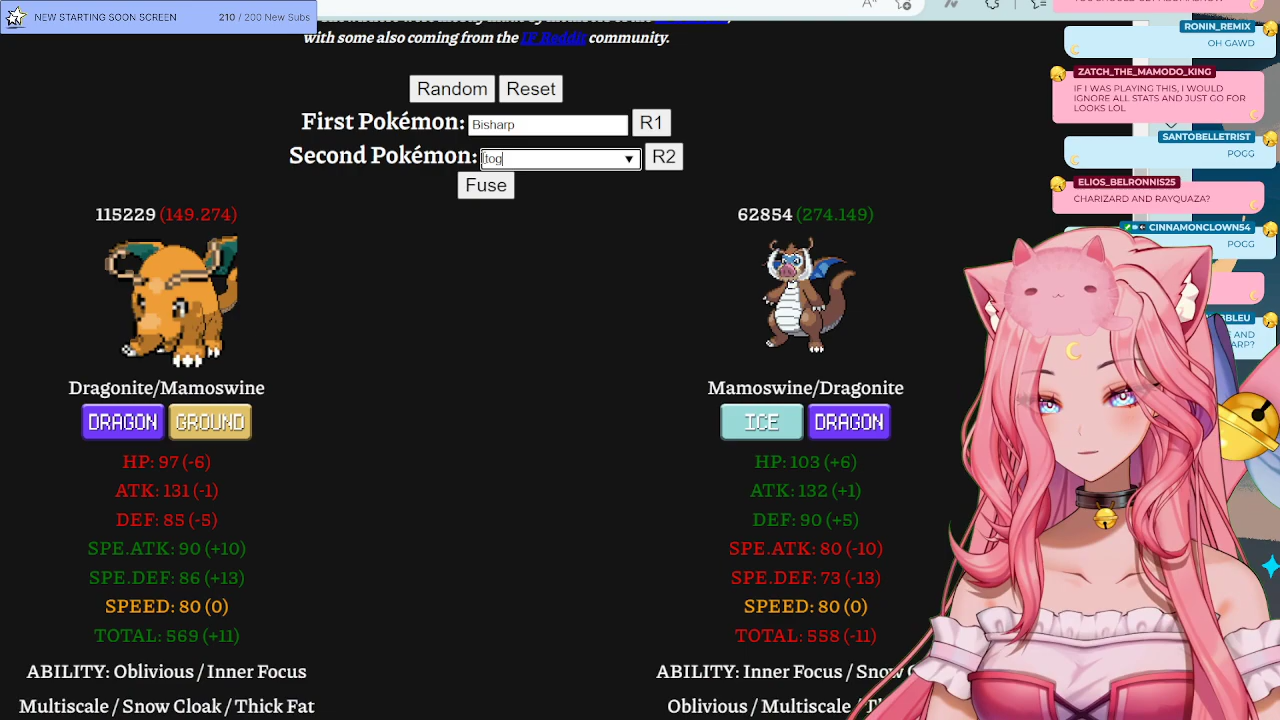 NEW STARTING SOON SCREEN 210 / 200 New Subs
with some also coming from the IF Reddit community.
Random Reset
First Pokémon: Bisharp R1
Second Pokémon: tog ▼ R2
Fuse
115229 (149.274)
Dragonite/Mamoswine
DRAGON GROUND
HP: 97 (-6)
ATK: 131 (-1)
DEF: 85 (-5)
SPE.ATK: 90 (+10)
SPE.DEF: 86 (+13)
SPEED: 80 (0)
TOTAL: 569 (+11)
ABILITY: Oblivious / Inner Focus
Multiscale / Snow Cloak / Thick Fat
62854 (274.149)
Mamoswine/Dragonite
ICE DRAGON
HP: 103 (+6)
ATK: 132 (+1)
DEF: 90 (+5)
SPE.ATK: 80 (-10)
SPE.DEF: 73 (-13)
SPEED: 80 (0)
TOTAL: 558 (-11)
ABILITY: Inner Focus / Snow
Oblivious / Multiscale /
RONIN_REMIX
OH GAWD
ZATCH_THE_MAMODO_KING
IF I WAS PLAYING THIS, I WOULD
IGNORE ALL STATS AND JUST GO FOR
LOOKS LOL
SANTOBELLETRIST
POGG
ELIOS_BELRONNIS25
CHARIZARD AND RAYQUAZA?
CINNAMONCLOWN54
POGG